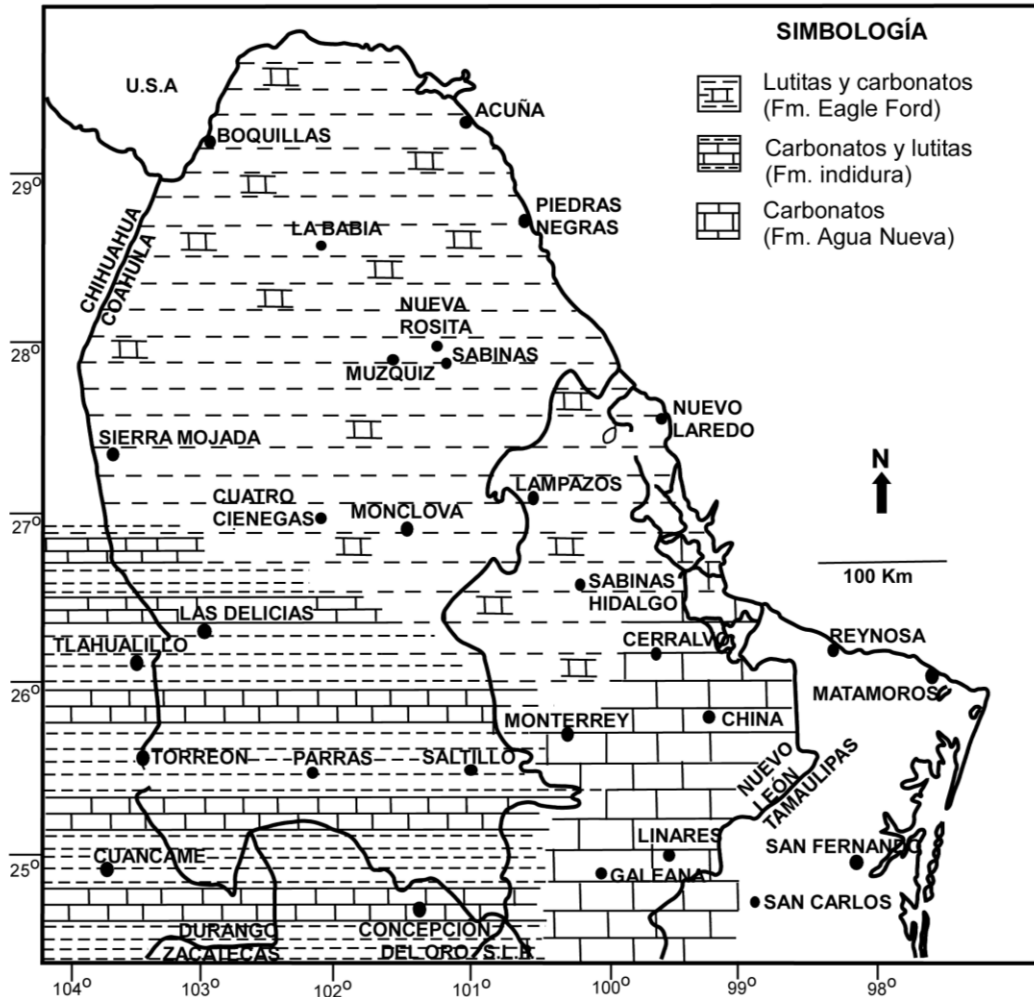 SIMBOLOGÍA
Lutitas y carbonatos
(Fm. Eagle Ford)
Carbonatos y lutitas
(Fm. indidura)
Carbonatos
(Fm. Agua Nueva)
U.S.A
ACUÑA
BOQUILLAS
29°
PIEDRAS
NEGRAS
LA BABIA
CHIHUAHUA
COAHUILA
NUEVA
ROSITA
28°
SABINAS
MUZQUIZ
NUEVO
LAREDO
SIERRA MOJADA
N
LAMPAZOS
CUATRO
CIENEGAS
MONCLOVA
27°
100 Km
SABINAS
HIDALGO
LAS DELICIAS
CERRALVO
REYNOSA
TLAHUALILLO
26°
MATAMOROS
MONTERREY
CHINA
TORREON
PARRAS
SALTILLO
NUEVO
LEÓN
TAMAULIPAS
LINARES
SAN FERNANDO
CUANCAME
25°
GALEANA
SAN CARLOS
DURANGO
ZACATECAS
CONCEPCION
DEL ORO, S.L.P.
104°
103°
102°
101°
100°
99°
98°